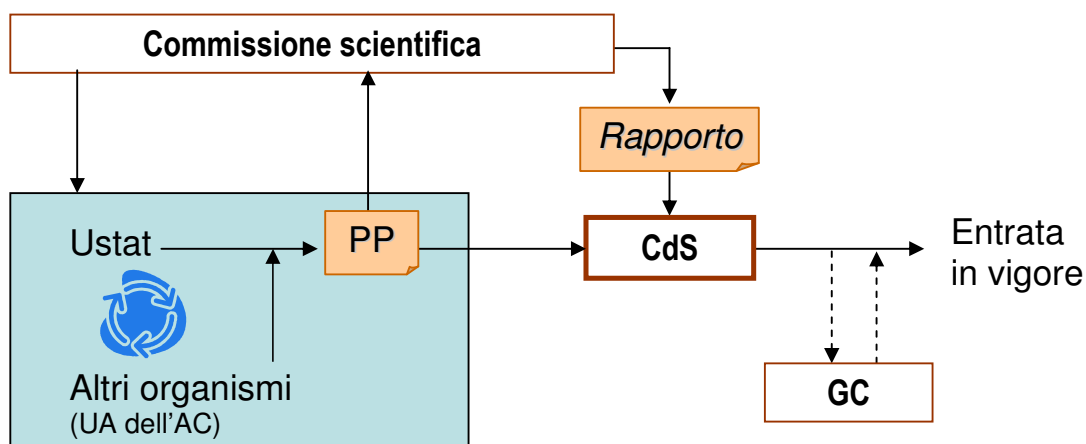 Commissione scientifica
Rapporto
Ustat
PP
CdS
Entrata
in vigore
Altri organismi
(UA dell'AC)
GC